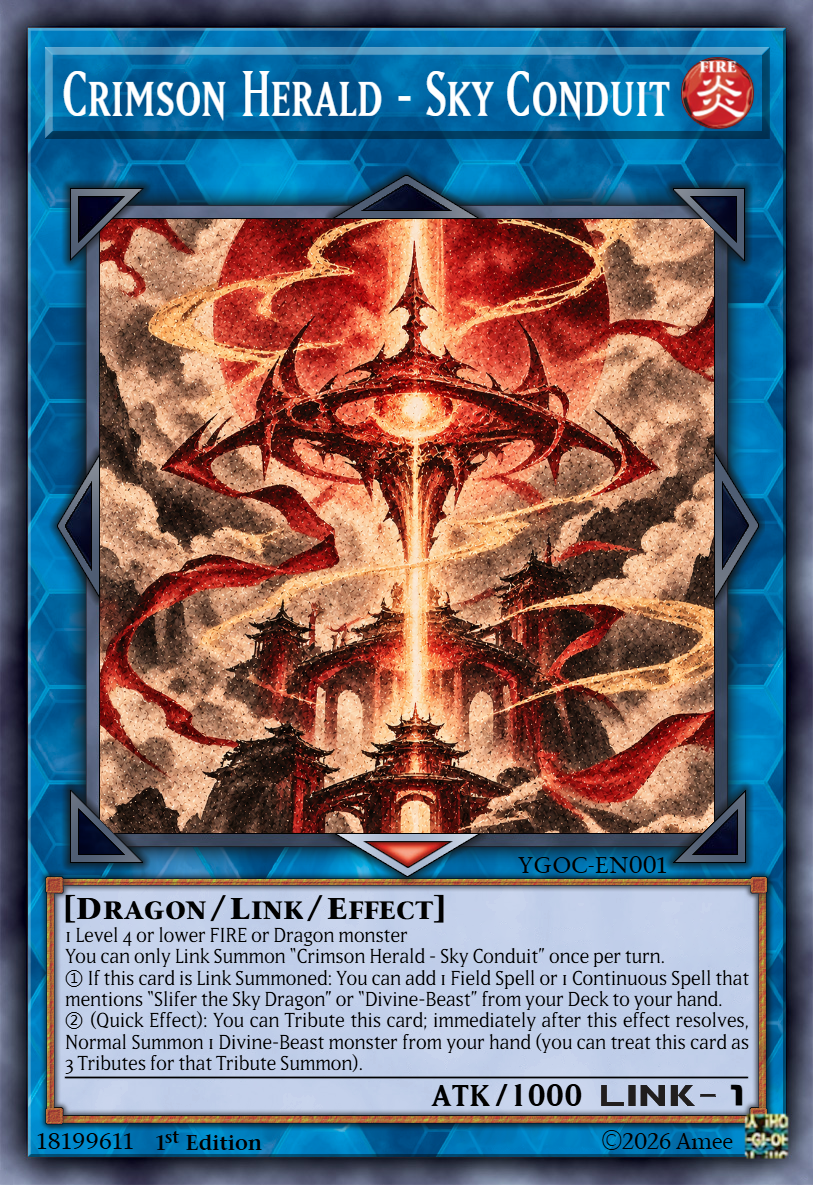 Crimson Herald - Sky Conduit
FIRE
炎
YGOC-EN001
[Dragon/Link/Effect]
1 Level 4 or lower FIRE or Dragon monster
You can only Link Summon "Crimson Herald - Sky Conduit" once per turn.
① If this card is Link Summoned: You can add 1 Field Spell or 1 Continuous Spell that
mentions "Slifer the Sky Dragon" or "Divine-Beast" from your Deck to your hand.
② (Quick Effect): You can Tribute this card; immediately after this effect resolves,
Normal Summon 1 Divine-Beast monster from your hand (you can treat this card as
3 Tributes for that Tribute Summon).
ATK/1000 LINK-1
18199611 1st Edition ©2026 Amee